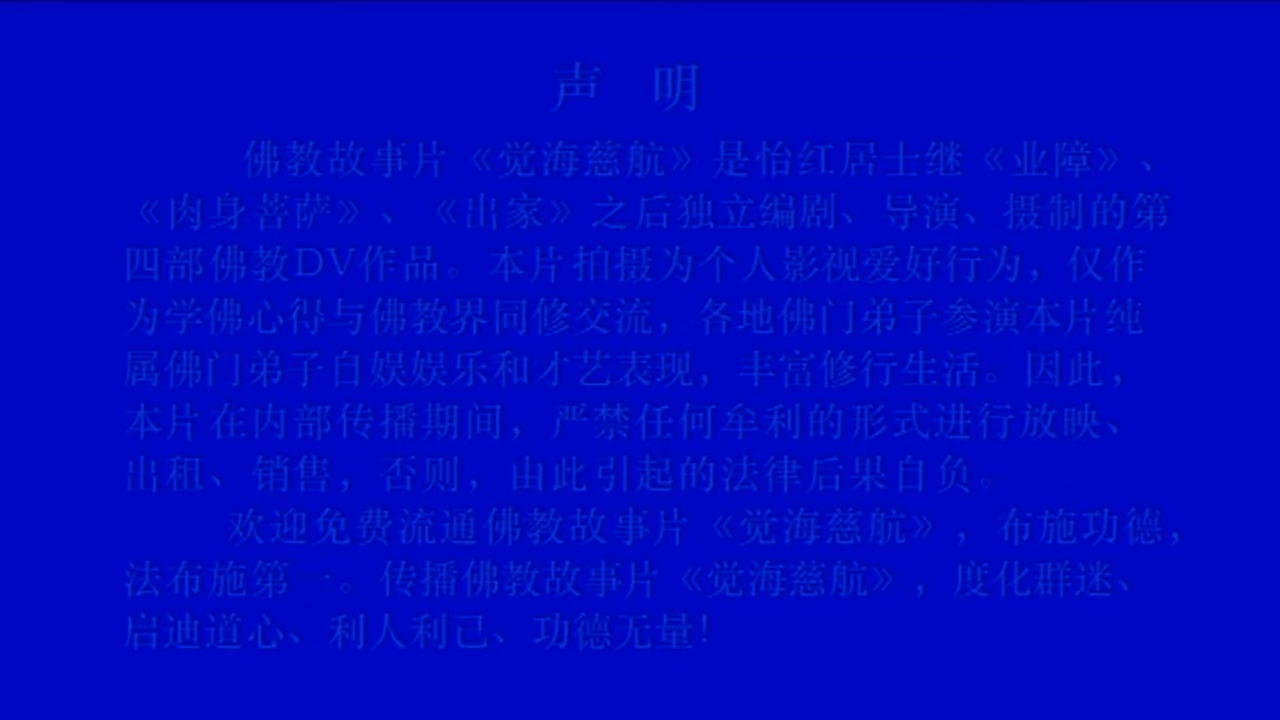 声 明
佛教故事片《觉海慈航》是怡红居士继《业障》、
《肉身菩萨》、《出家》之后独立编剧、导演、摄制的第
四部佛教DV作品。本片拍摄为个人影视爱好行为，仅作
为学佛心得与佛教界同修交流，各地佛门弟子参演本片纯
属佛门弟子自娱娱乐和才艺表现，丰富修行生活。因此，
本片在内部传播期间，严禁任何牟利的形式进行放映、
出租、销售，否则，由此引起的法律后果自负。
欢迎免费流通佛教故事片《觉海慈航》，布施功德，
法布施第一。传播佛教故事片《觉海慈航》，度化群迷、
启迪道心、利人利己、功德无量！